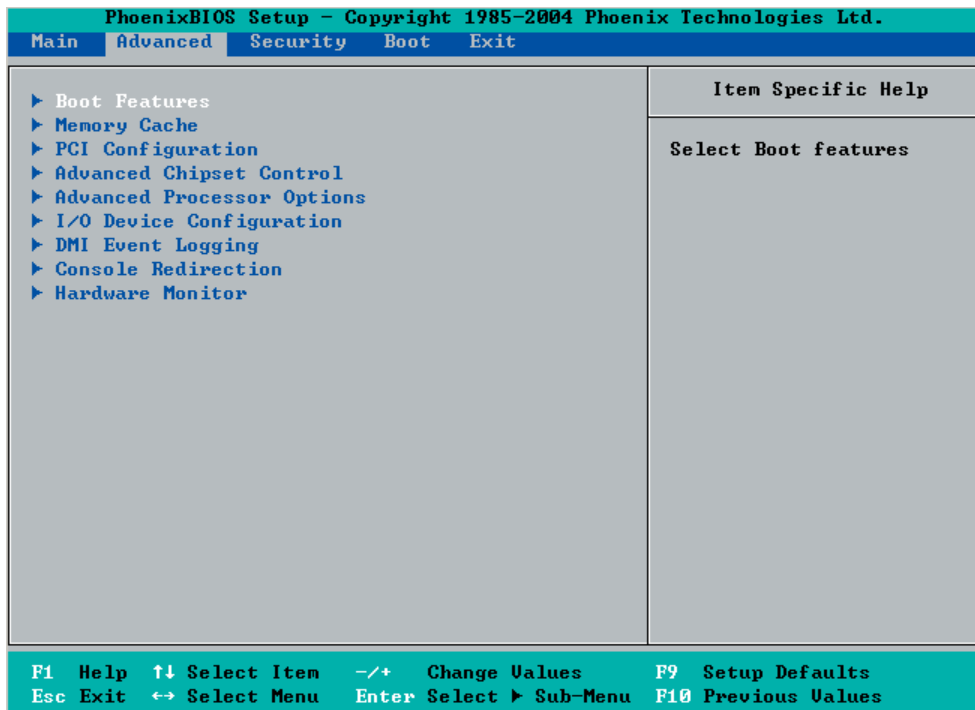 PhoenixBIOS Setup - Copyright 1985-2004 Phoenix Technologies Ltd.
Main Advanced Security Boot Exit
Item Specific Help
Select Boot features
▶ Boot Features
▶ Memory Cache
▶ PCI Configuration
▶ Advanced Chipset Control
▶ Advanced Processor Options
▶ I/O Device Configuration
▶ DMI Event Logging
▶ Console Redirection
▶ Hardware Monitor
F1 Help ↑↓ Select Item -/+ Change Values F9 Setup Defaults
Esc Exit ↔ Select Menu Enter Select ▶ Sub-Menu F10 Previous Values